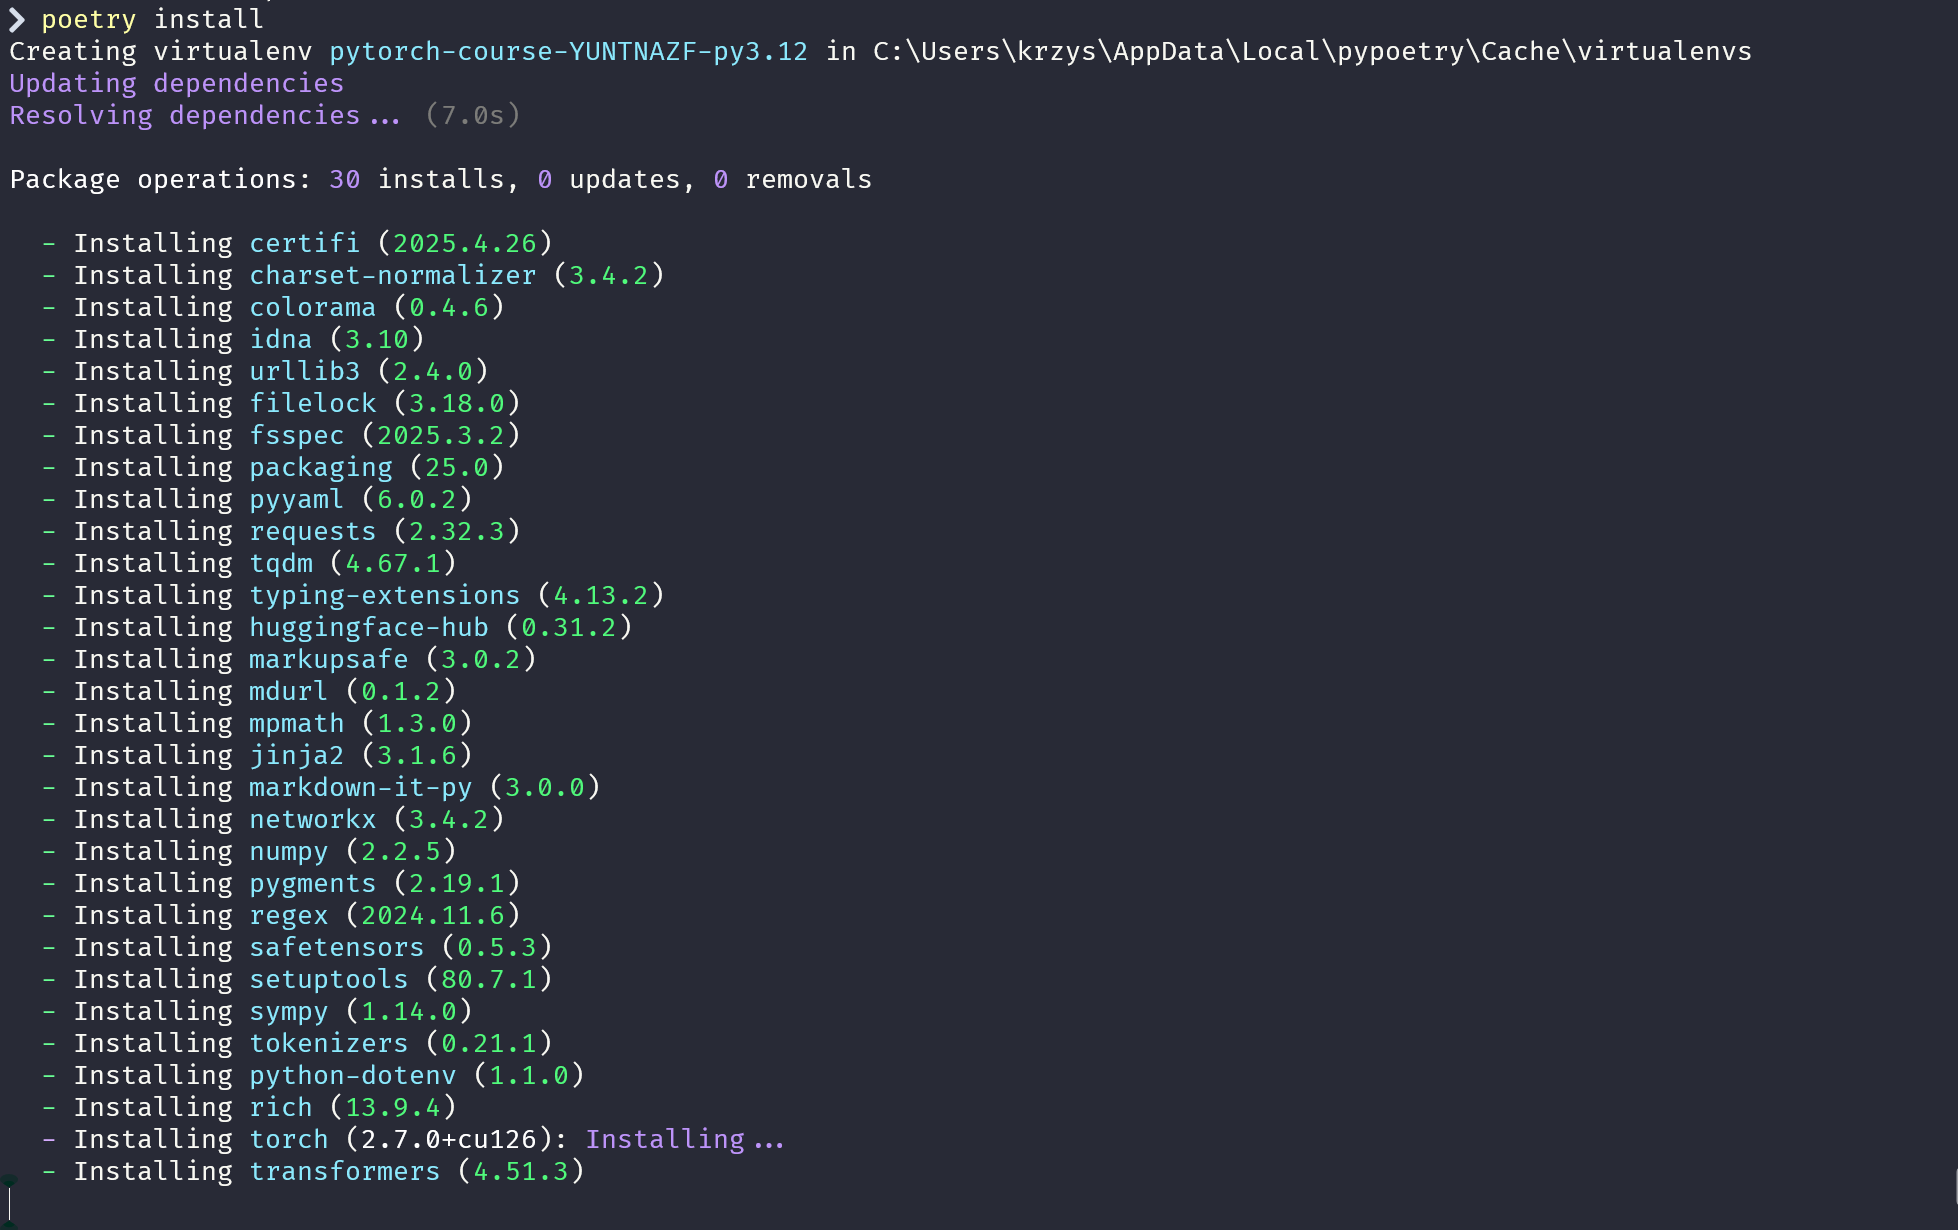 ❯ poetry install
Creating virtualenv pytorch-course-YUNTNAZF-py3.12 in C:\Users\krzys\AppData\Local\pypoetry\Cache\virtualenvs
Updating dependencies
Resolving dependencies... (7.0s)
Package operations: 30 installs, 0 updates, 0 removals
- Installing certifi (2025.4.26)
- Installing charset-normalizer (3.4.2)
- Installing colorama (0.4.6)
- Installing idna (3.10)
- Installing urllib3 (2.4.0)
- Installing filelock (3.18.0)
- Installing fsspec (2025.3.2)
- Installing packaging (25.0)
- Installing pyyaml (6.0.2)
- Installing requests (2.32.3)
- Installing tqdm (4.67.1)
- Installing typing-extensions (4.13.2)
- Installing huggingface-hub (0.31.2)
- Installing markupsafe (3.0.2)
- Installing mdurl (0.1.2)
- Installing mpmath (1.3.0)
- Installing jinja2 (3.1.6)
- Installing markdown-it-py (3.0.0)
- Installing networkx (3.4.2)
- Installing numpy (2.2.5)
- Installing pygments (2.19.1)
- Installing regex (2024.11.6)
- Installing safetensors (0.5.3)
- Installing setuptools (80.7.1)
- Installing sympy (1.14.0)
- Installing tokenizers (0.21.1)
- Installing python-dotenv (1.1.0)
- Installing rich (13.9.4)
- Installing torch (2.7.0+cu126): Installing...
- Installing transformers (4.51.3)